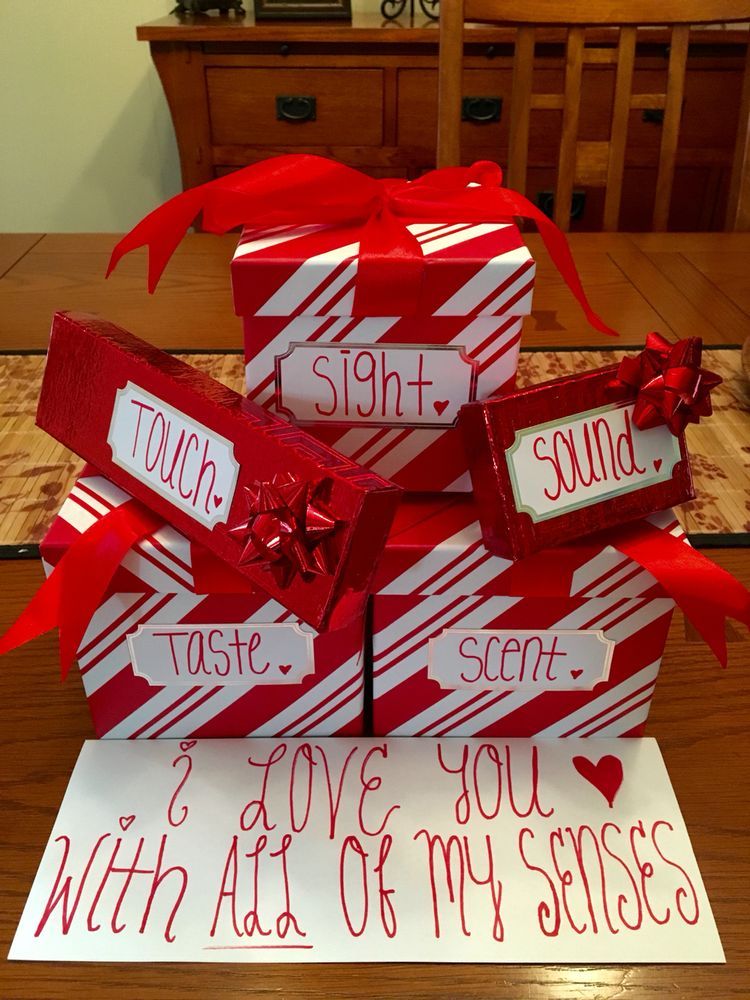 Sight
Touch
Sound
Taste
Scent
i LOVE YOU
With ALL Of My SENSES